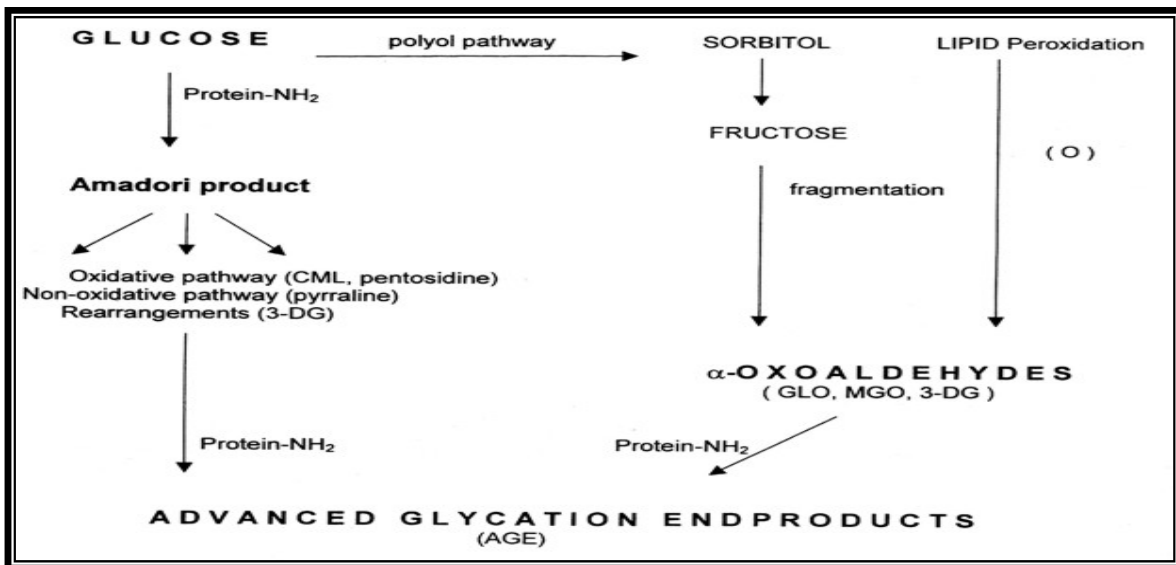 GLUCOSE
polyol pathway
SORBITOL
LIPID Peroxidation
Protein-NH₂
FRUCTOSE
( O )
Amadori product
fragmentation
Oxidative pathway (CML, pentosidine)
Non-oxidative pathway (pyrraline)
Rearrangements (3-DG)
α-OXOALDEHYDES
( GLO, MGO, 3-DG )
Protein-NH₂
Protein-NH₂
ADVANCED GLYCATION ENDPRODUCTS
(AGE)